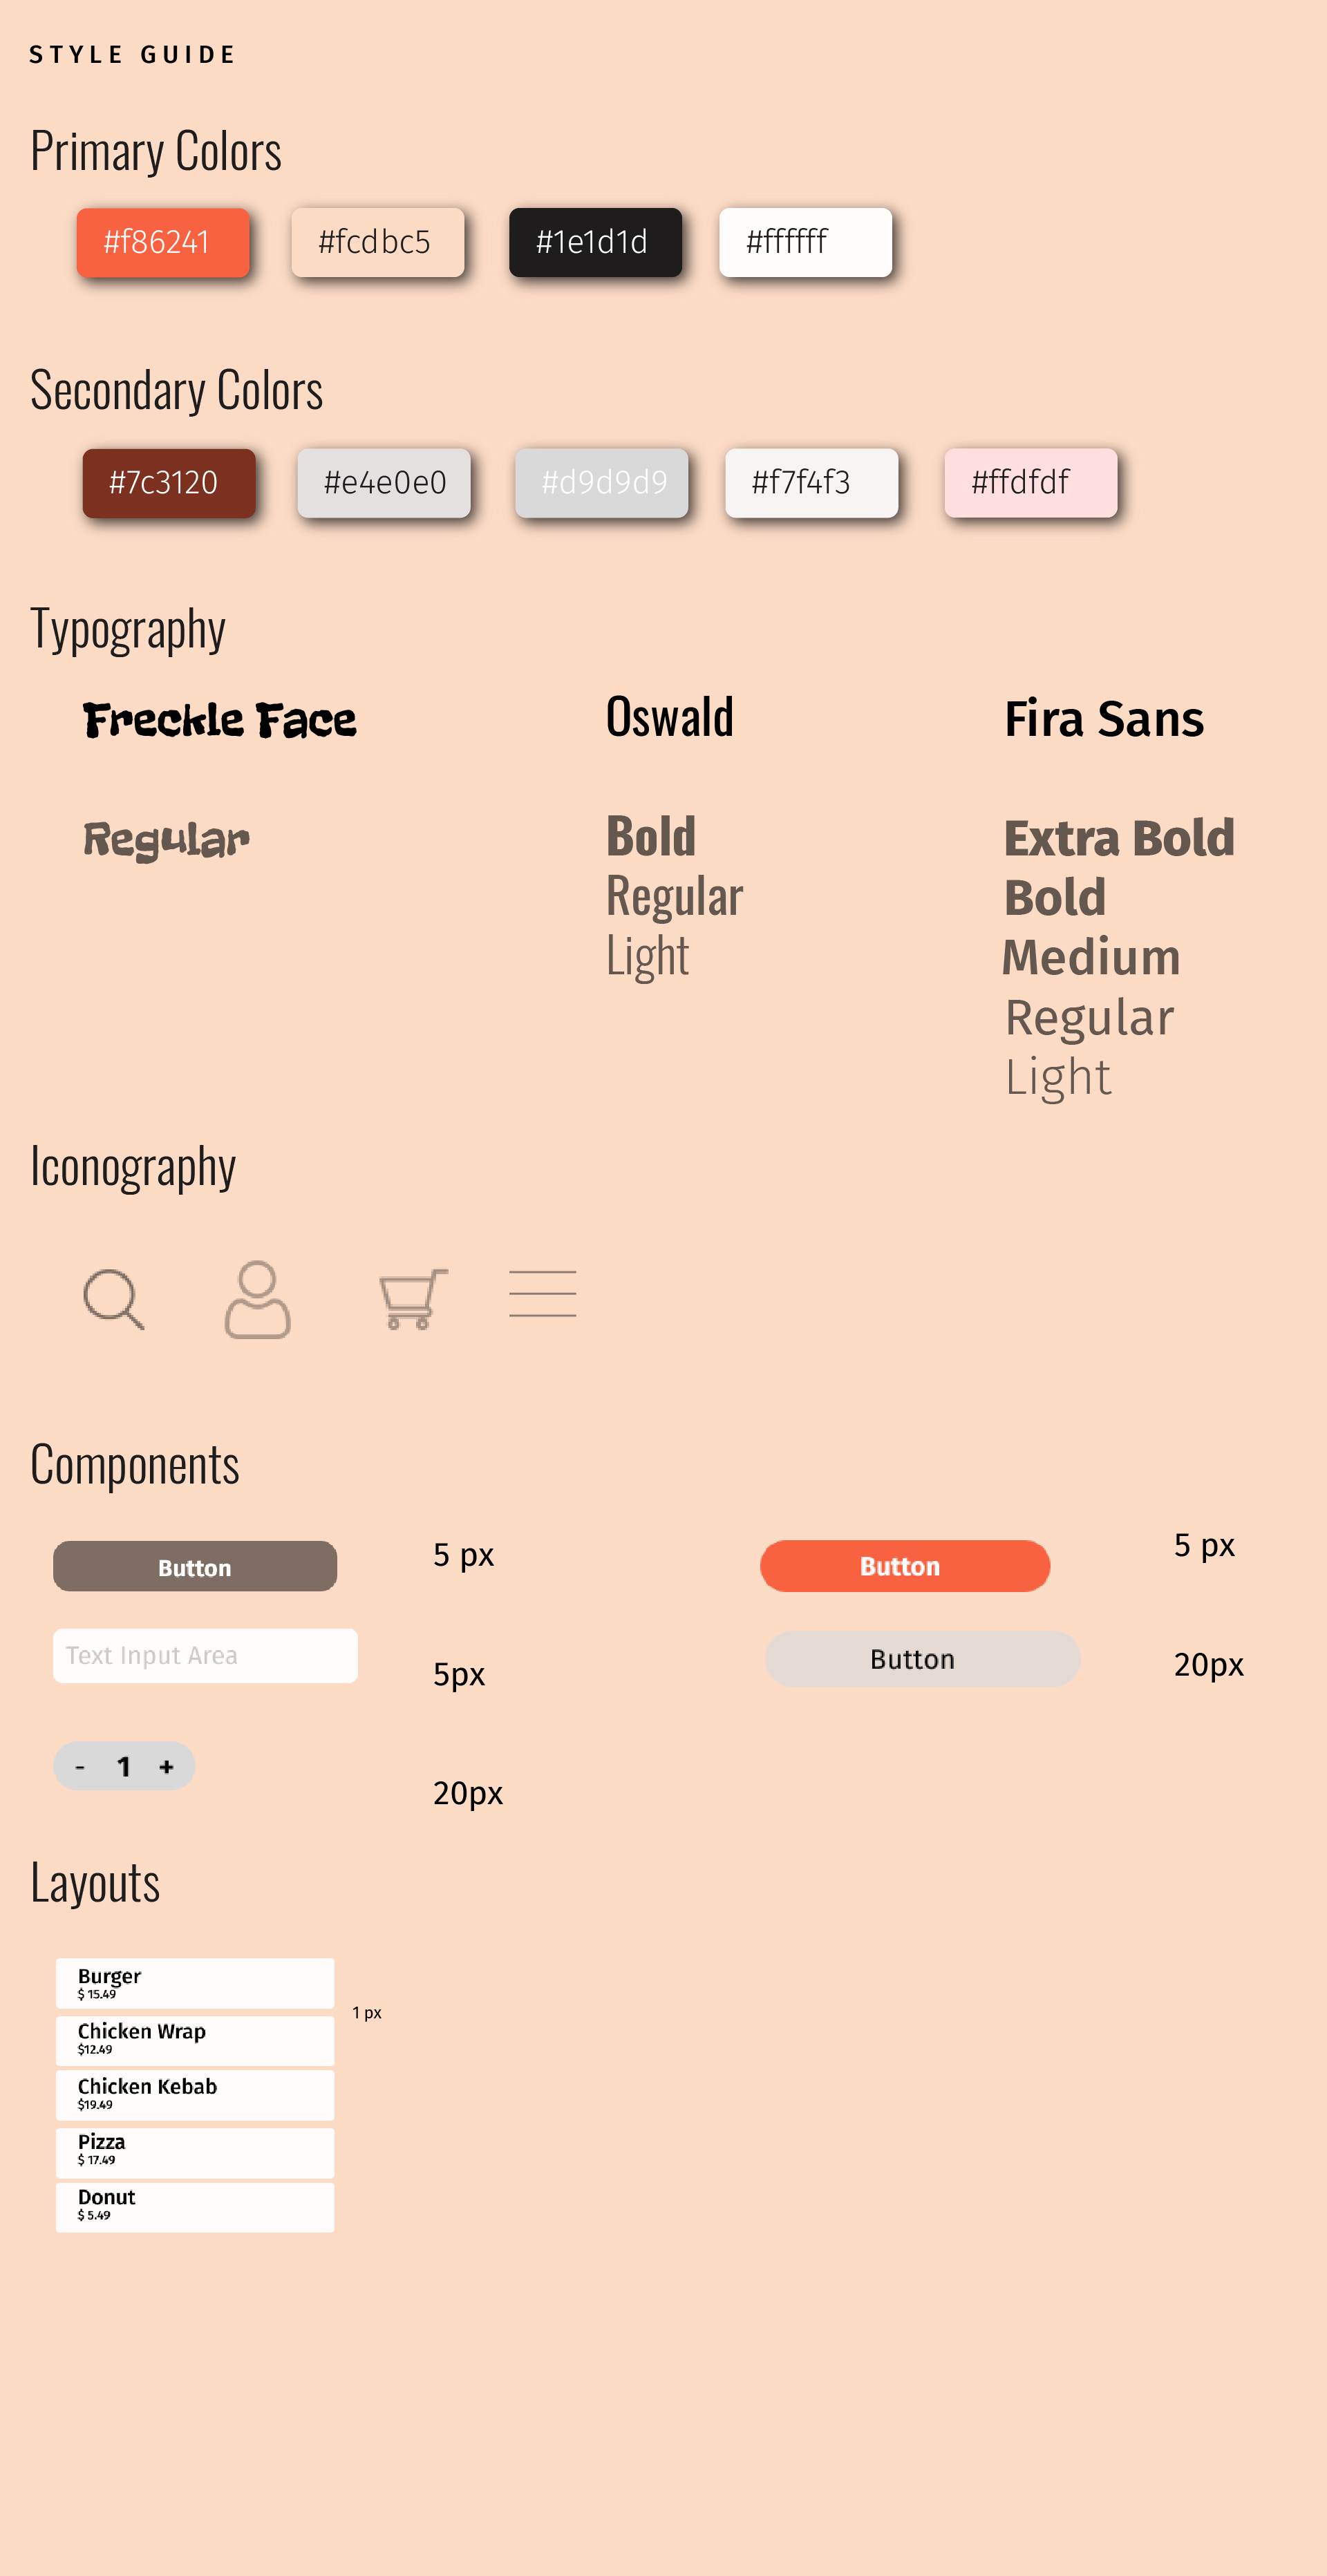 STYLE GUIDE
Primary Colors
#f86241 #fcdbc5 #1e1d1d #ffffff
Secondary Colors
#7c3120 #e4e0e0 #d9d9d9 #f7f4f3 #ffdfdf
Typography
Freckle Face Oswald Fira Sans
Regular Bold Extra Bold
Regular Bold
Light Medium
Regular
Light
Iconography
Components
Button 5 px Button 5 px
Text Input Area 5px Button 20px
- 1 + 20px
Layouts
Burger
$ 15.49
1 px
Chicken Wrap
$12.49
Chicken Kebab
$19.49
Pizza
$ 17.49
Donut
$ 5.49